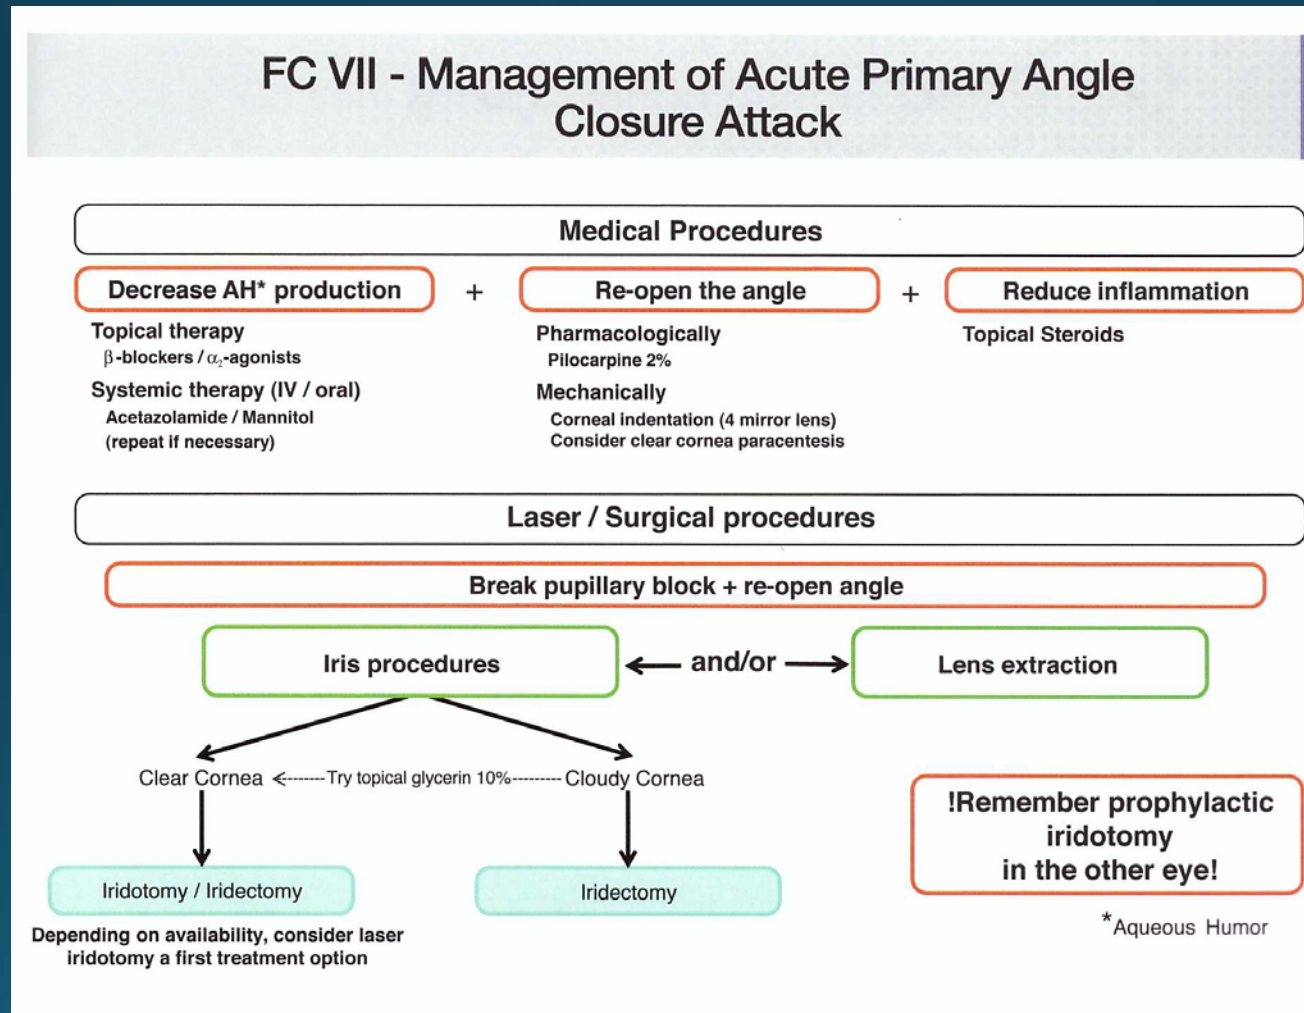 FC VII - Management of Acute Primary Angle
Closure Attack
Medical Procedures
Decrease AH* production
+
Re-open the angle
+
Reduce inflammation
Topical therapy
β-blockers / α₂-agonists
Systemic therapy (IV / oral)
Acetazolamide / Mannitol
(repeat if necessary)
Pharmacologically
Pilocarpine 2%
Mechanically
Corneal indentation (4 mirror lens)
Consider clear cornea paracentesis
Topical Steroids
Laser / Surgical procedures
Break pupillary block + re-open angle
Iris procedures
and/or
Lens extraction
Clear Cornea
Try topical glycerin 10%
Cloudy Cornea
Iridotomy / Iridectomy
Iridectomy
Depending on availability, consider laser
iridotomy a first treatment option
!Remember prophylactic
iridotomy
in the other eye!
*Aqueous Humor